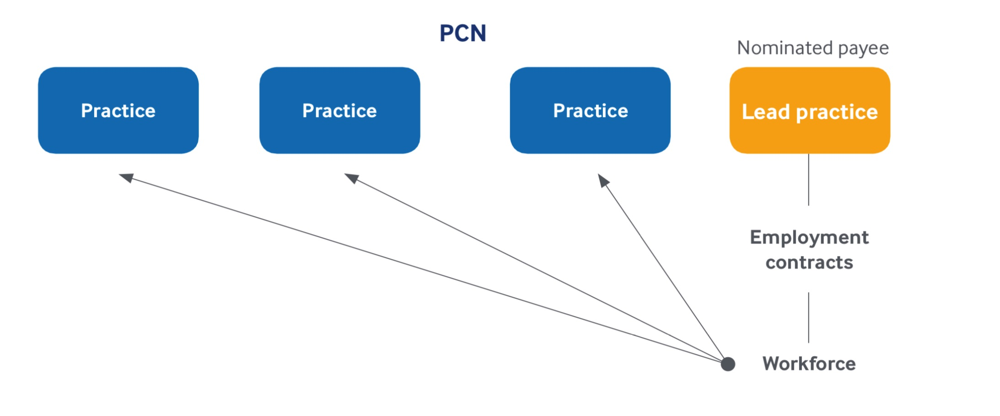 PCN
Nominated payee
Practice
Practice
Practice
Lead practice
Employment
contracts
Workforce